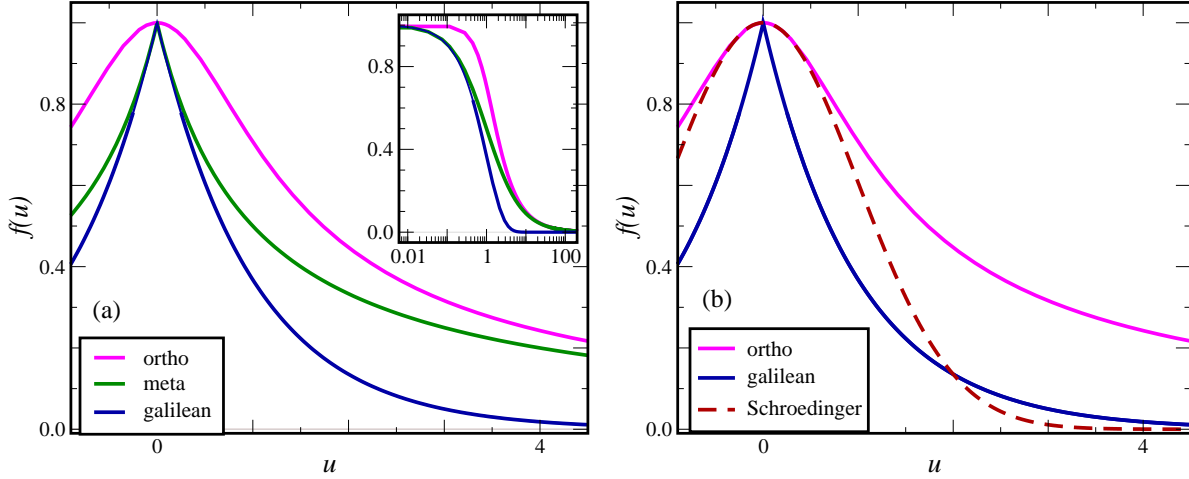 f(u)
0.8
0.4
0.0
0
4
u
(a)
ortho
meta
galilean
0.8
0.4
0.0
0.01
1
100
f(u)
0.8
0.4
0.0
0
4
u
(b)
ortho
galilean
Schroedinger